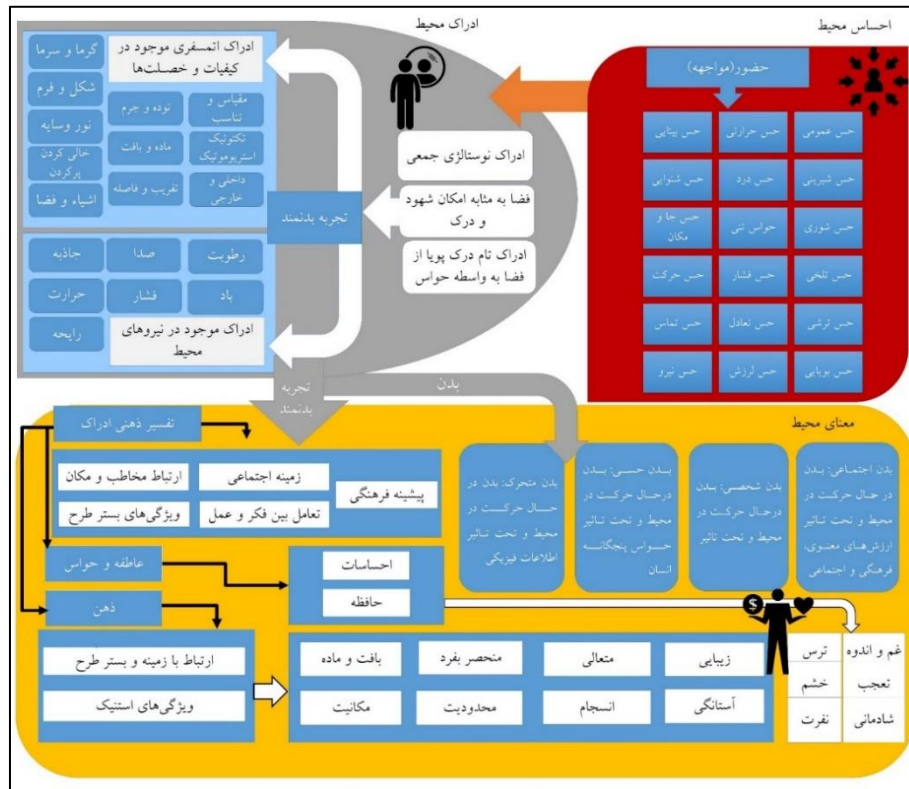 احساس محیط
حضور(مواجهه)
حس عمومی
حس حرارتی
حس بینایی
حس شیرینی
حس درد
حس شنوایی
حس شوری
حواس تنی
حس جا و
مکان
حس تلخی
حس فشار
حس حرکت
حس ترشی
حس تعادل
حس تماس
حس بویایی
حس لرزش
حس نیرو
ادراک محیط
ادراک نوستالژی جمعی
فضا به مثابه امکان شهود
و درک
ادراک تام درک پویا از
فضا به واسطه حواس
تجربه بدنمند
ادراک اتمسفری موجود در
کیفیات و خصلت‌ها
گرما و سرما
شکل و فرم
نور وسایه
خالی کردن
پرکردن
اشیاء و فضا
مقیاس و
تناسب
توده و جرم
تکتونیک
استریوموتیک
ماده و بافت
داخلی و
خارجی
تقریب و فاصله
رطوبت
صدا
جاذبه
باد
فشار
حرارت
رایحه
ادراک موجود در نیروهای
محیط
تجربه
بدنمند
بدن
معنای محیط
بدن اجتماعی: بدن
در حال حرکت در
محیط و تحت تاثیر
ارزش‌های معنوی،
فرهنگی و اجتماعی
بدن شخصی: بدن
درحال حرکت در
محیط و تحت تاثیر
بدن حسی: بدن
درحال حرکت در
محیط و تحت تاثیر
حواس پنجگانه
انسان
بدن متحرک: بدن در
حال حرکت در
محیط و تحت تاثیر
اطلاعات فیزیکی
تفسیر ذهنی ادراک
پیشینه فرهنگی
زمینه اجتماعی
ارتباط مخاطب و مکان
تعامل بین فکر و عمل
ویژگی‌های بستر طرح
عاطفه و حواس
احساسات
حافظه
ذهن
ارتباط با زمینه و بستر طرح
ویژگی‌های استنیک
زیبایی
متعالی
منحصر بفرد
بافت و ماده
آستانگی
انسجام
محدودیت
مکانیت
غم و اندوه
ترس
تعجب
خشم
شادمانی
نفرت
$